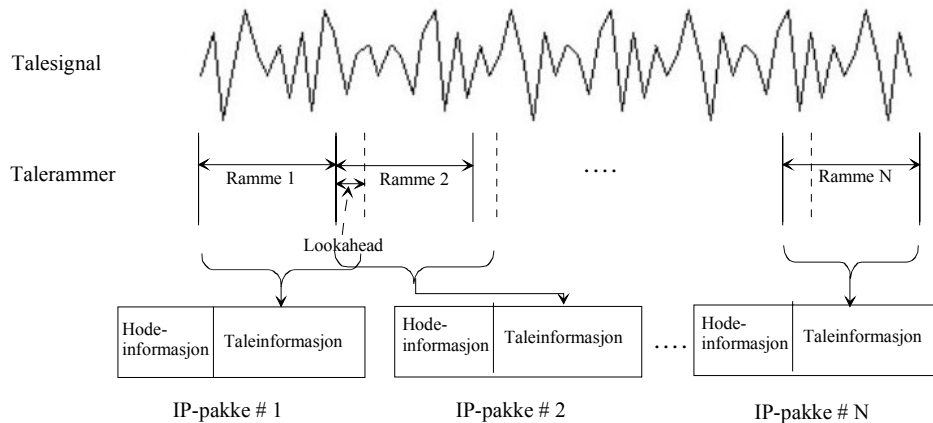 Talesignal
Talerammer
Ramme 1
Ramme 2
....
Ramme N
Lookahead
Hode-
informasjon
Taleinformasjon
Hode-
informasjon
Taleinformasjon
....
Hode-
informasjon
Taleinformasjon
IP-pakke # 1
IP-pakke # 2
IP-pakke # N